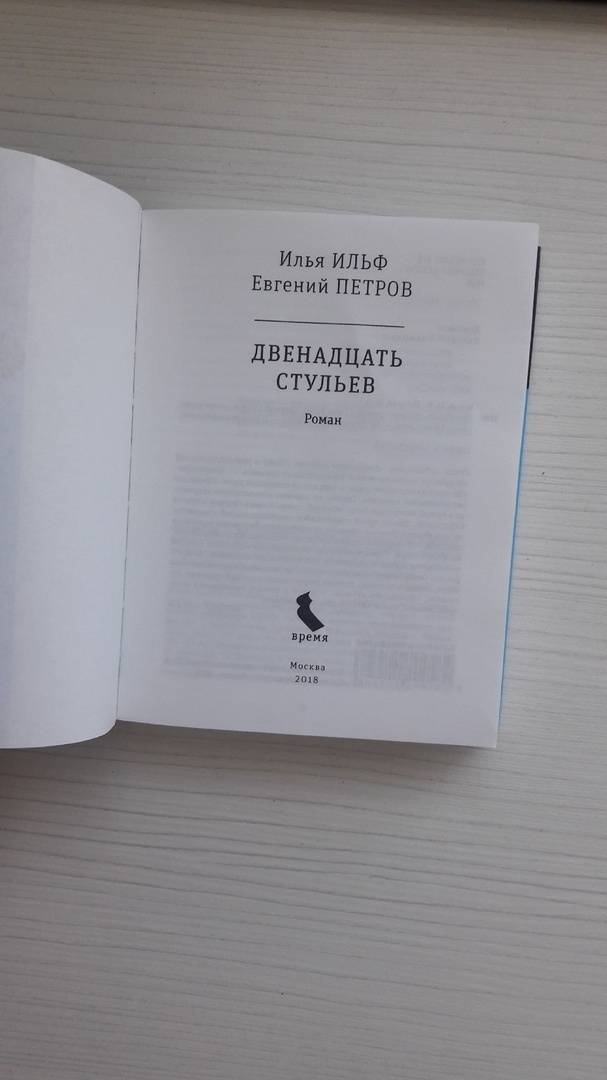 Илья ИЛЬФ
Евгений ПЕТРОВ
ДВЕНАДЦАТЬ
СТУЛЬЕВ
Роман
время
Москва
2018